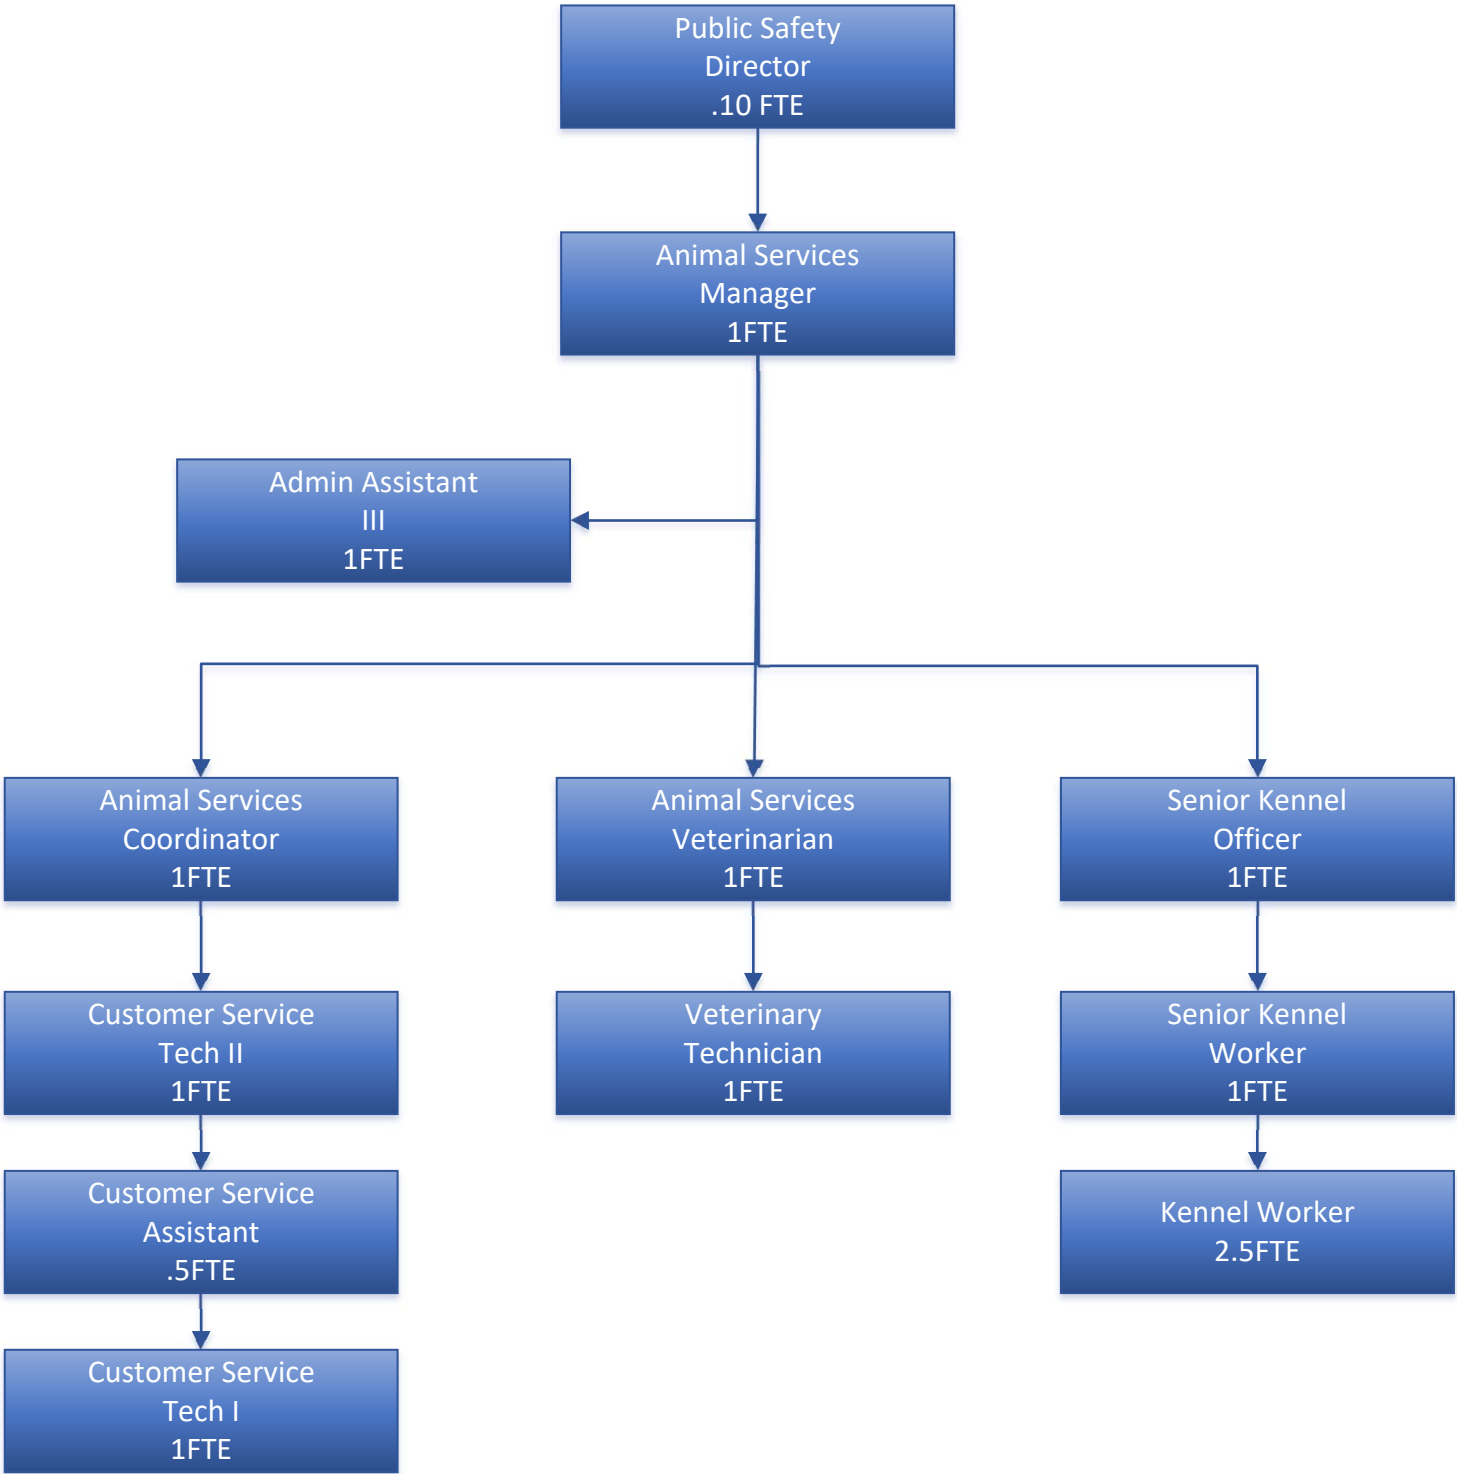 Public Safety
Director
.10 FTE
Animal Services
Manager
1FTE
Admin Assistant
III
1FTE
Animal Services
Coordinator
1FTE
Animal Services
Veterinarian
1FTE
Senior Kennel
Officer
1FTE
Customer Service
Tech II
1FTE
Veterinary
Technician
1FTE
Senior Kennel
Worker
1FTE
Customer Service
Assistant
.5FTE
Kennel Worker
2.5FTE
Customer Service
Tech I
1FTE